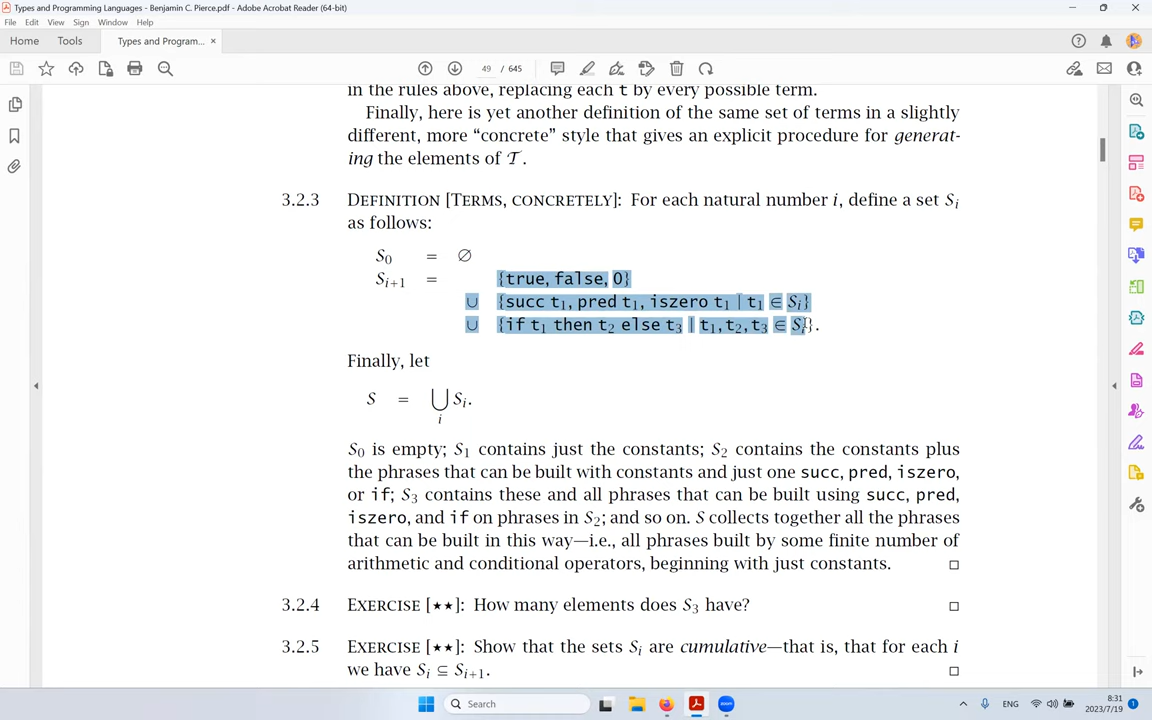 Types and Programming Languages - Benjamin C. Pierce.pdf - Adobe Acrobat Reader (64-bit)
File Edit View Sign Window Help
Home Tools Types and Program... ×
49 / 645
in the rules above, replacing each t by every possible term.
Finally, here is yet another definition of the same set of terms in a slightly
different, more “concrete” style that gives an explicit procedure for generat-
ing the elements of T.
3.2.3 DEFINITION [TERMS, CONCRETELY]: For each natural number i, define a set Sᵢ
as follows:
S₀ = ∅
Sᵢ₊₁ = {true, false, 0}
∪ {succ t₁, pred t₁, iszero t₁ | t₁ ∈ Sᵢ}
∪ {if t₁ then t₂ else t₃ | t₁,t₂,t₃ ∈ Sᵢ}.
Finally, let
S = ⋃ Sᵢ.
i
S₀ is empty; S₁ contains just the constants; S₂ contains the constants plus
the phrases that can be built with constants and just one succ, pred, iszero,
or if; S₃ contains these and all phrases that can be built using succ, pred,
iszero, and if on phrases in S₂; and so on. S collects together all the phrases
that can be built in this way—i.e., all phrases built by some finite number of
arithmetic and conditional operators, beginning with just constants. □
3.2.4 EXERCISE [★★]: How many elements does S₃ have? □
3.2.5 EXERCISE [★★]: Show that the sets Sᵢ are cumulative—that is, that for each i
we have Sᵢ ⊆ Sᵢ₊₁. □
Search
zoom
ENG
8:31
2023/7/19
1